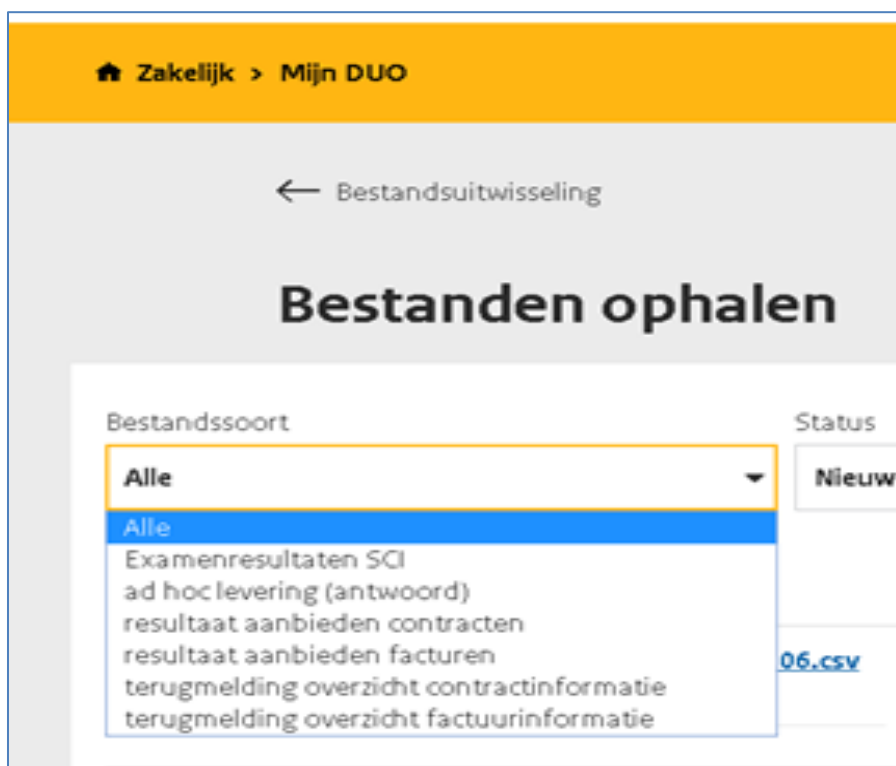 Zakelijk > Mijn DUO
← Bestandsuitwisseling
Bestanden ophalen
Bestandssoort
Status
Alle
Nieuw
Alle
Examenresultaten SCI
ad hoc levering (antwoord)
resultaat aanbieden contracten
resultaat aanbieden facturen
06.csv
terugmelding overzicht contractinformatie
terugmelding overzicht factuurinformatie